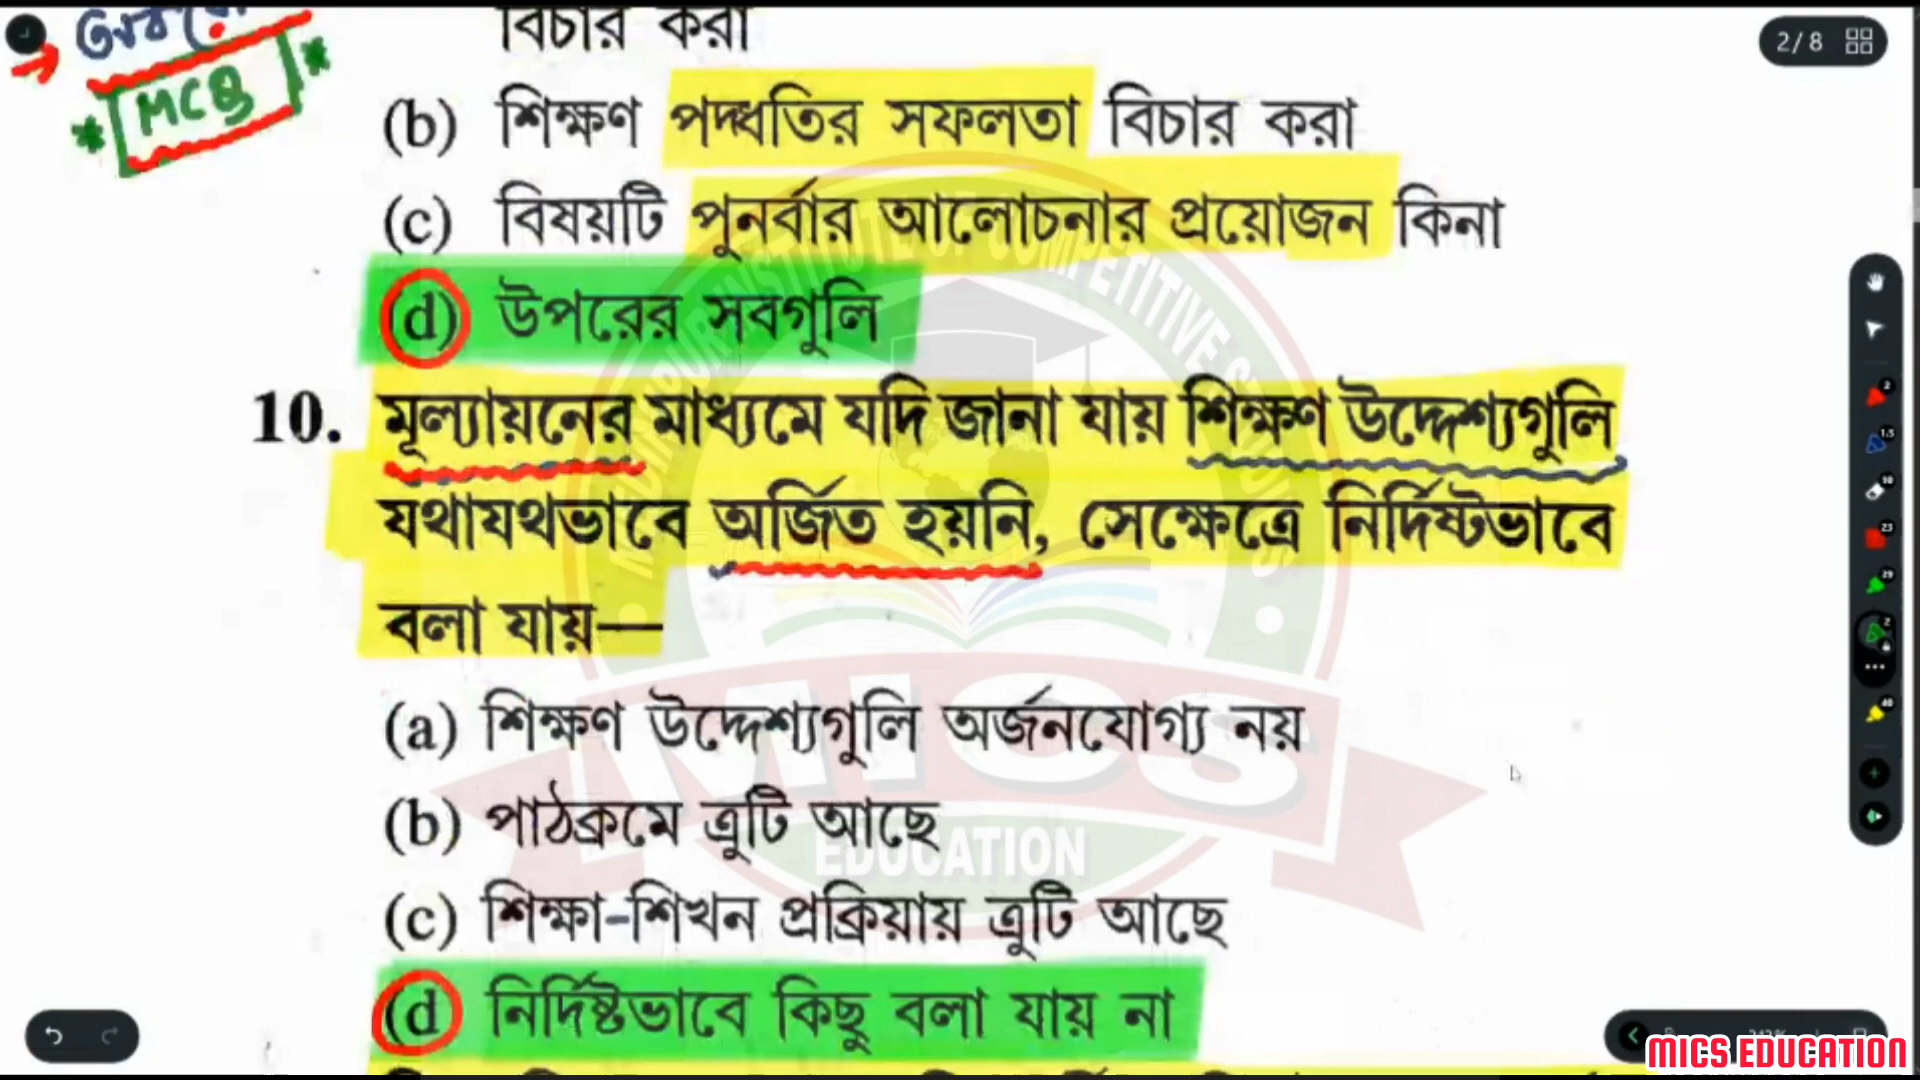 বিচার করা
MCQ
2/8
(b) শিক্ষণ পদ্ধতির সফলতা বিচার করা
(c) বিষয়টি পুনর্বার আলোচনার প্রয়োজন কিনা
(d) উপরের সবগুলি
10. মূল্যায়নের মাধ্যমে যদি জানা যায় শিক্ষণ উদ্দেশ্যগুলি
যথাযথভাবে অর্জিত হয়নি, সেক্ষেত্রে নির্দিষ্টভাবে
বলা যায়—
(a) শিক্ষণ উদ্দেশ্যগুলি অর্জনযোগ্য নয়
(b) পাঠক্রমে ত্রুটি আছে
(c) শিক্ষা-শিখন প্রক্রিয়ায় ত্রুটি আছে
(d) নির্দিষ্টভাবে কিছু বলা যায় না
MICS
EDUCATION
MICS EDUCATION